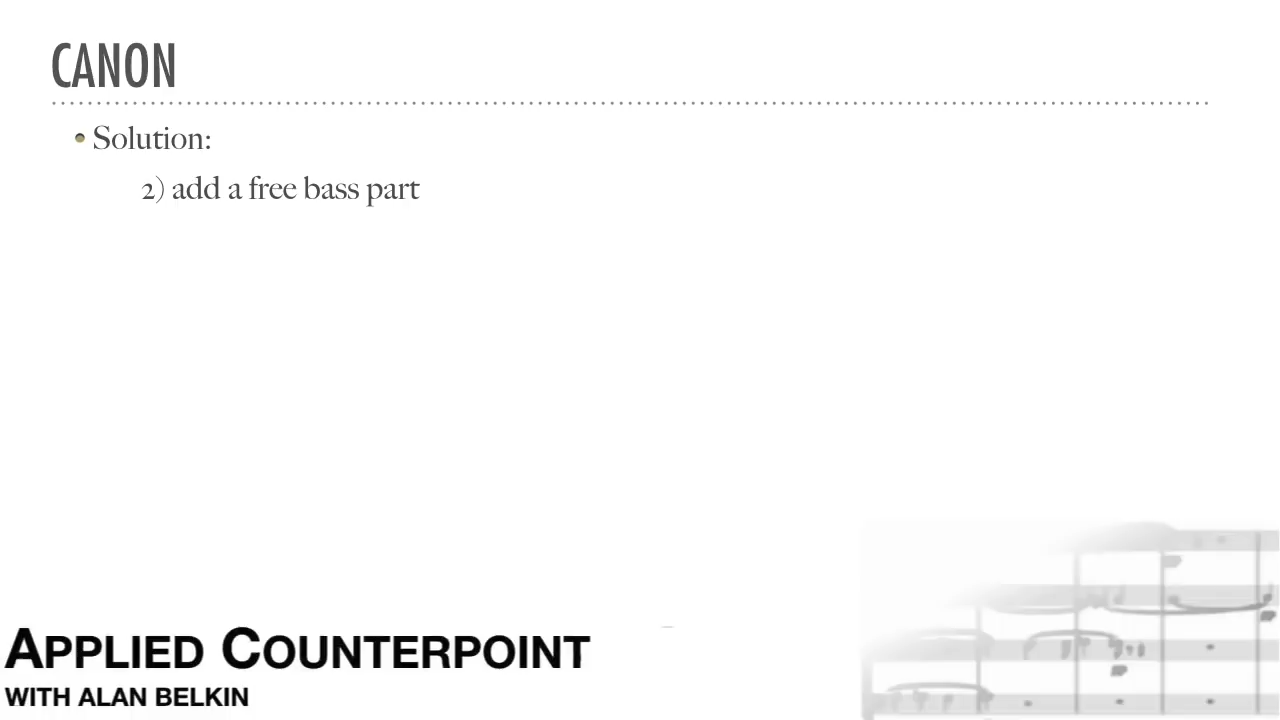 CANON
• Solution:
2) add a free bass part
APPLIED COUNTERPOINT
WITH ALAN BELKIN